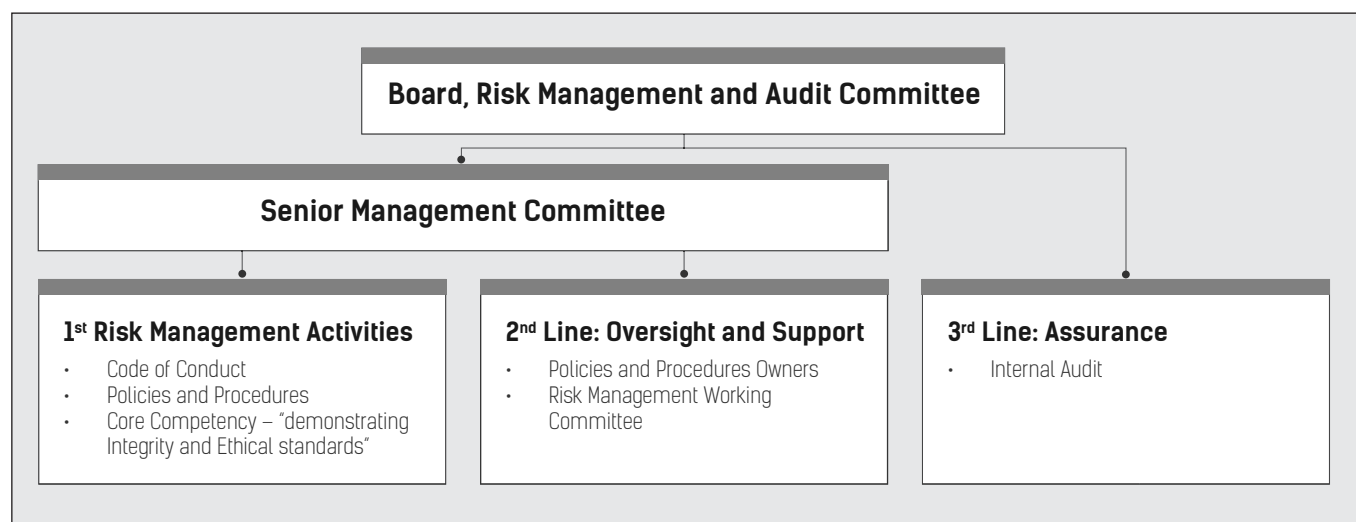 Board, Risk Management and Audit Committee
Senior Management Committee
1st Risk Management Activities
• Code of Conduct
• Policies and Procedures
• Core Competency – “demonstrating
Integrity and Ethical standards”
2nd Line: Oversight and Support
• Policies and Procedures Owners
• Risk Management Working
Committee
3rd Line: Assurance
• Internal Audit